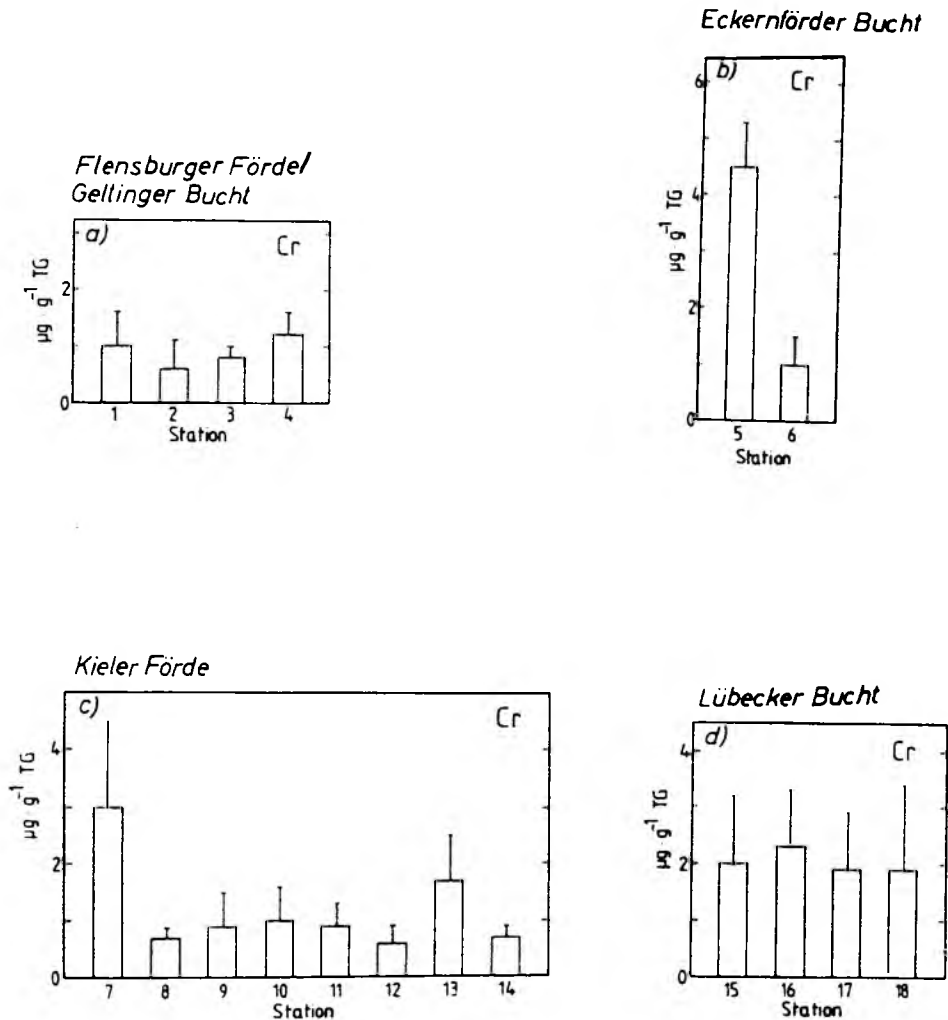 Flensburger Förde/
Geltinger Bucht
a) Cr
µg · g⁻¹ TG
2
0
1 2 3 4
Station
Eckernförder Bucht
b) Cr
µg · g⁻¹ TG
6
4
2
0
5 6
Station
Kieler Förde
c) Cr
µg · g⁻¹ TG
4
2
0
7 8 9 10 11 12 13 14
Station
Lübecker Bucht
d) Cr
µg · g⁻¹ TG
4
2
0
15 16 17 18
Station